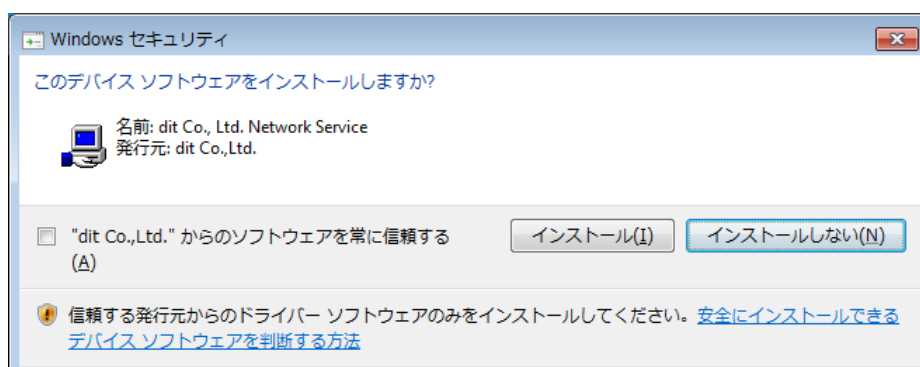 Windows セキュリティ
このデバイス ソフトウェアをインストールしますか?
名前: dit Co., Ltd. Network Service
発行元: dit Co.,Ltd.
"dit Co.,Ltd." からのソフトウェアを常に信頼する
(A)
インストール(I)
インストールしない(N)
信頼する発行元からのドライバー ソフトウェアのみをインストールしてください。安全にインストールできる
デバイス ソフトウェアを判断する方法